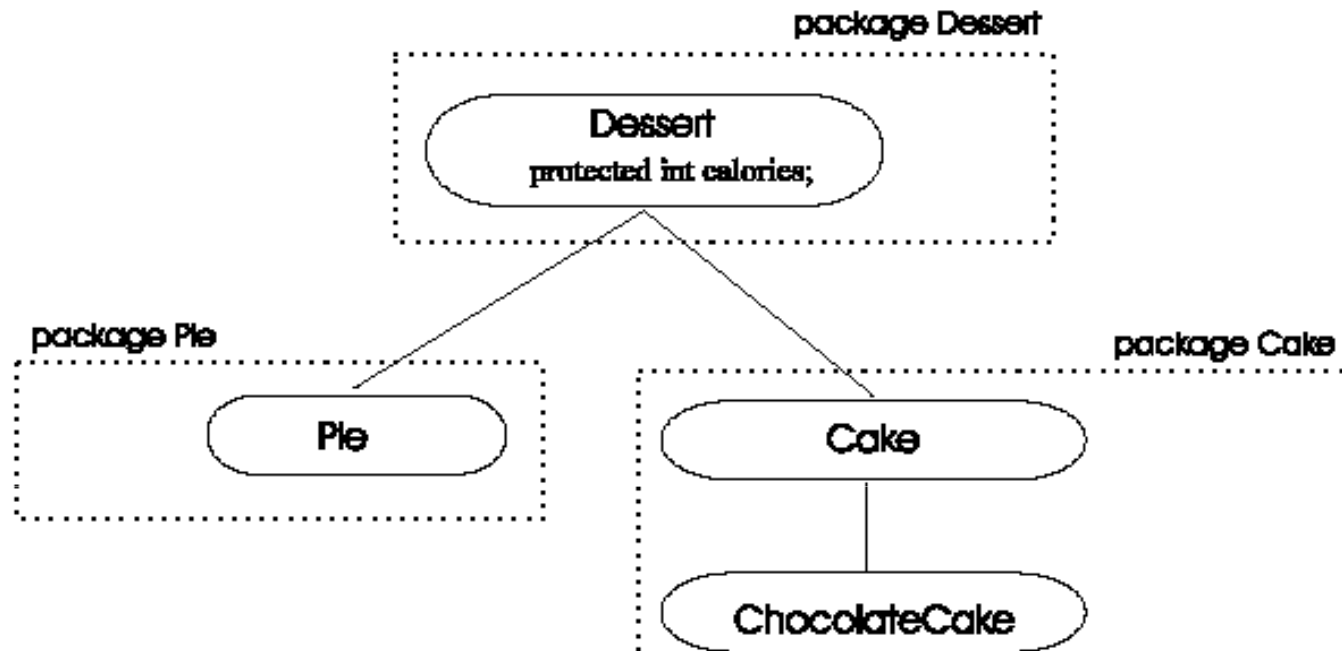 package Dessert
Dessert
protected int calories;
package Pie
package Cake
Pie
Cake
ChocolateCake